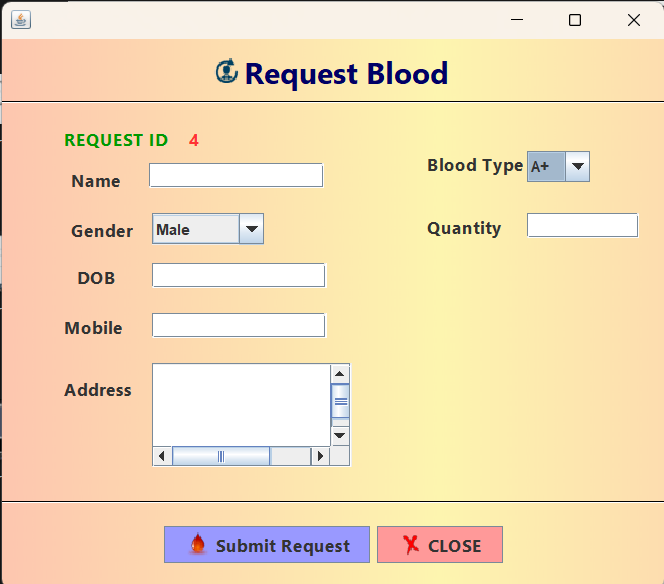 Request Blood
REQUEST ID 4
Name
Gender Male
DOB
Mobile
Address
Blood Type A+
Quantity
Submit Request
CLOSE